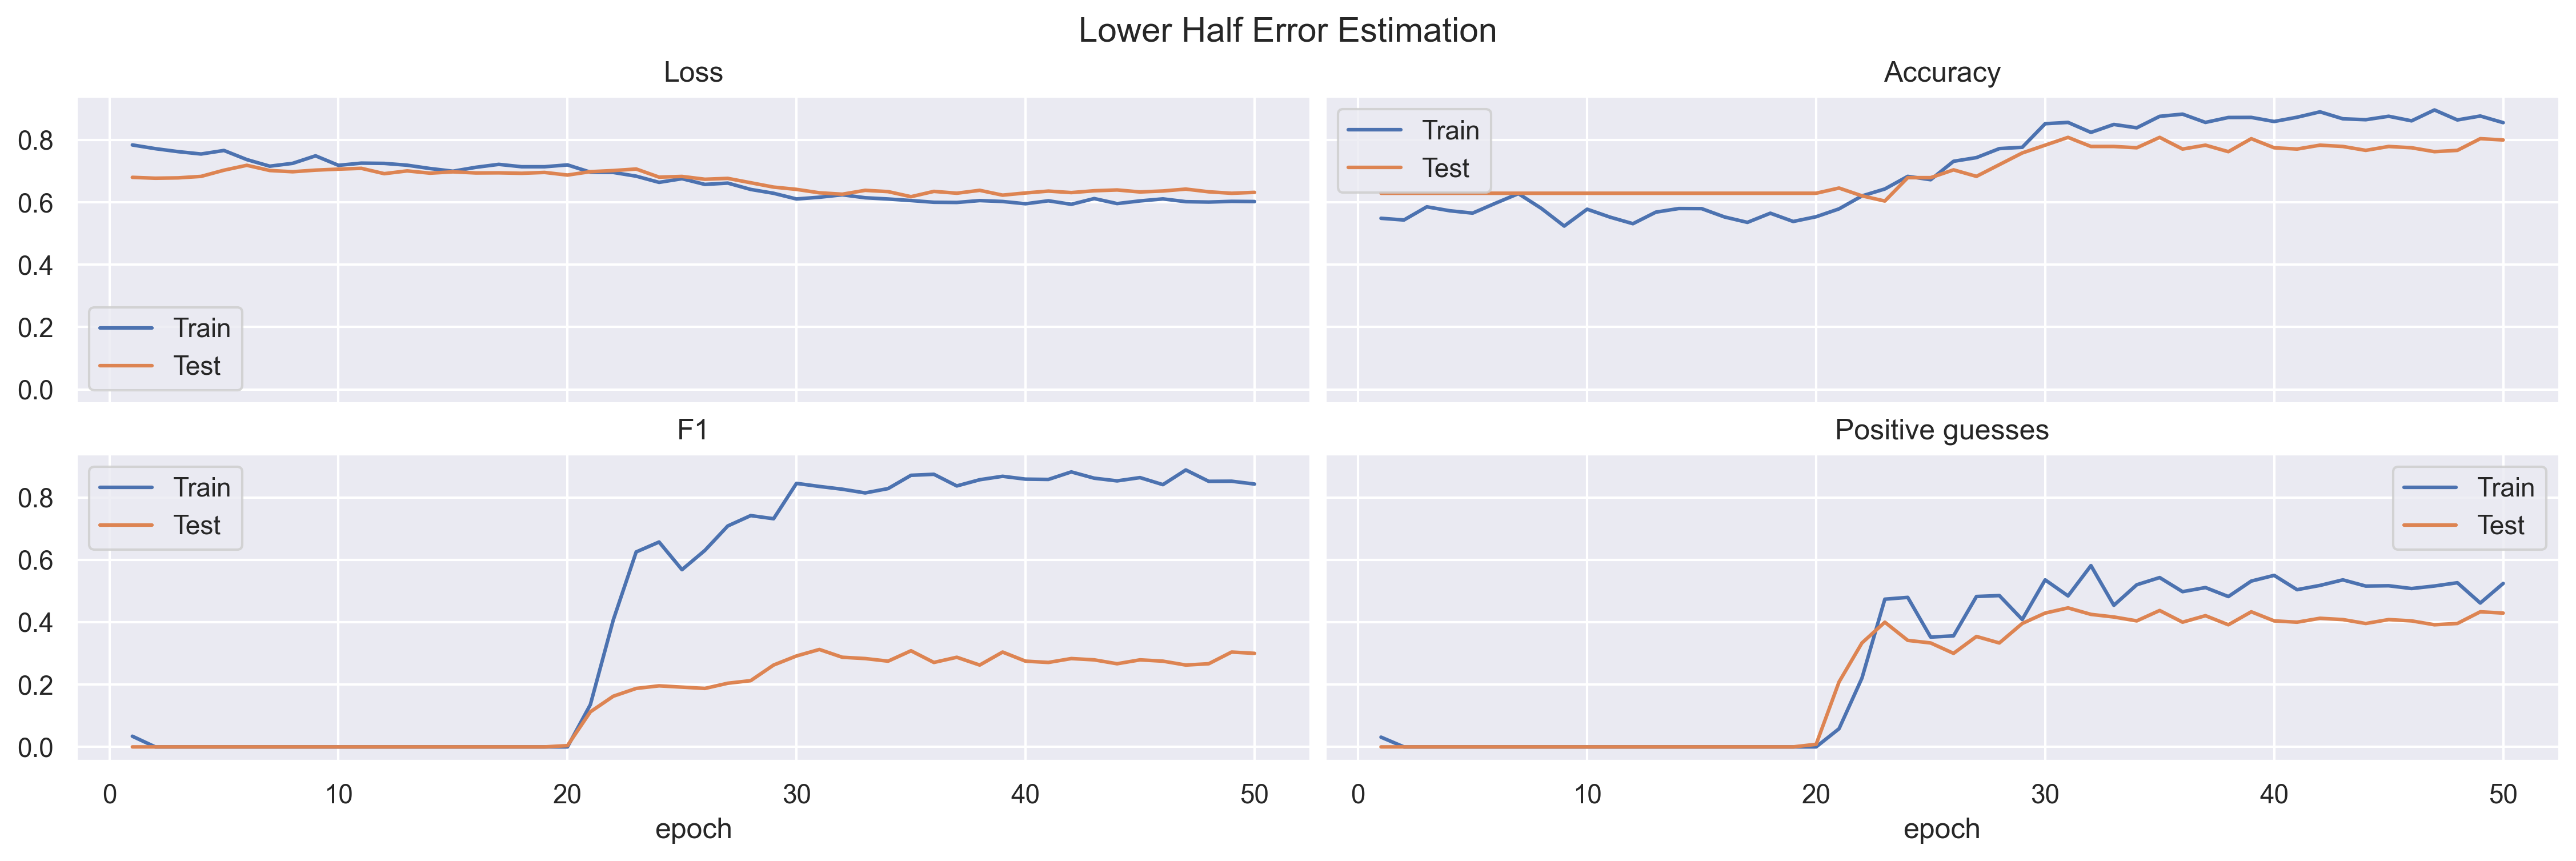 Lower Half Error Estimation
Loss
Accuracy
0.8
0.6
0.4
0.2
0.0
Train
Test
Train
Test
F1
Positive guesses
0.8
0.6
0.4
0.2
0.0
Train
Test
Train
Test
0 10 20 30 40 50
0 10 20 30 40 50
epoch
epoch